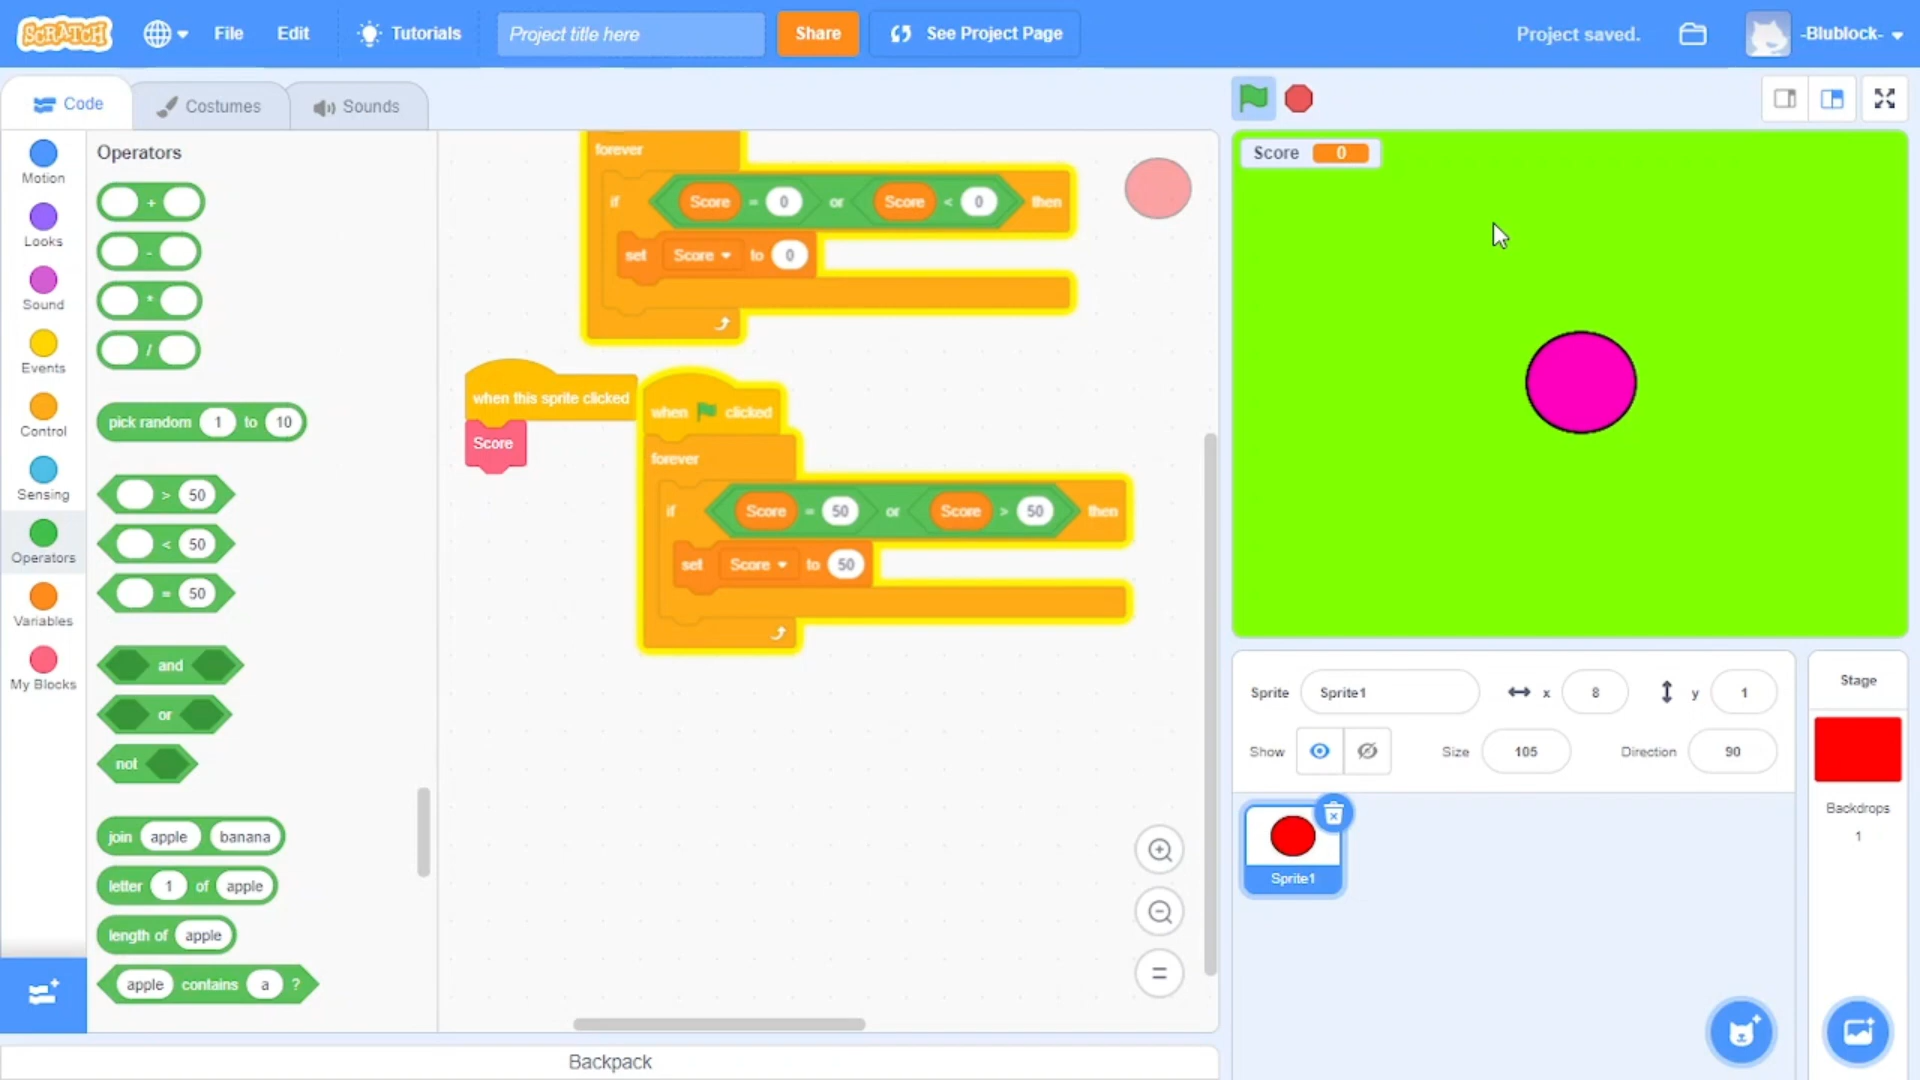 SCRATCH File Edit Tutorials Project title here Share See Project Page Project saved. -Blublock-
Code Costumes Sounds
Motion
Looks
Sound
Events
Control
Sensing
Operators
Variables
My Blocks
Operators
+
-
*
/
pick random 1 to 10
> 50
< 50
= 50
and
or
not
join apple banana
letter 1 of apple
length of apple
apple contains a ?
forever
if Score = 0 or Score < 0 then
set Score to 0
when this sprite clicked
Score
when clicked
forever
if Score = 50 or Score > 50 then
set Score to 50
=
Backpack
Score 0
Sprite Sprite1 x 8 y 1
Show Size 105 Direction 90
Sprite1
Stage
Backdrops
1